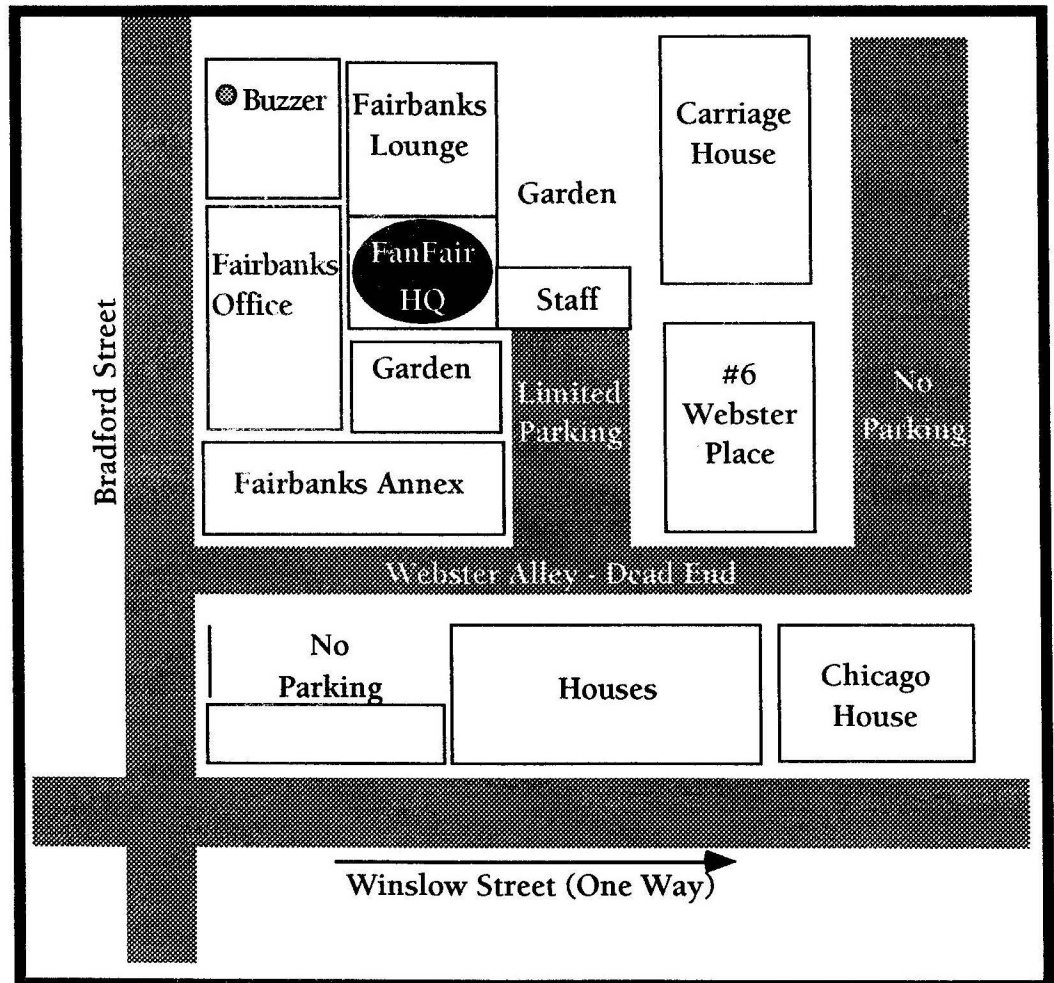 Buzzer
Fairbanks
Lounge
Carriage
House
Garden
Fairbanks
Office
FanFair
HQ
Staff
Bradford Street
Garden
Limited
Parking
#6
Webster
Place
No
Parking
Fairbanks Annex
Webster Alley - Dead End
No
Parking
Houses
Chicago
House
Winslow Street (One Way)